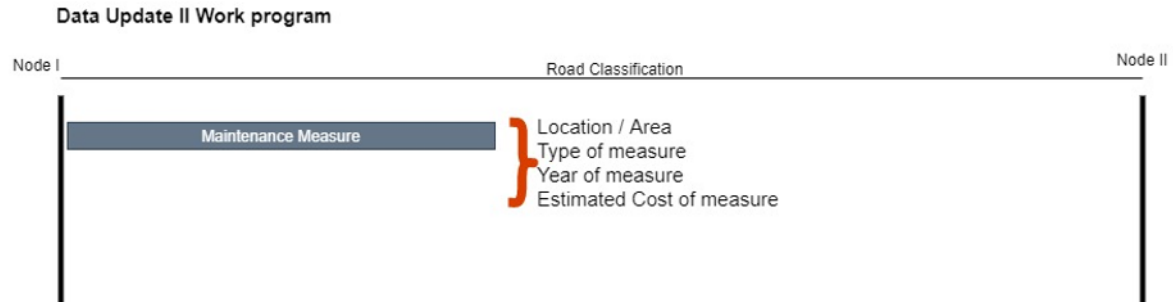 Data Update II Work program
Node I
Road Classification
Node II
Maintenance Measure
Location / Area
Type of measure
Year of measure
Estimated Cost of measure